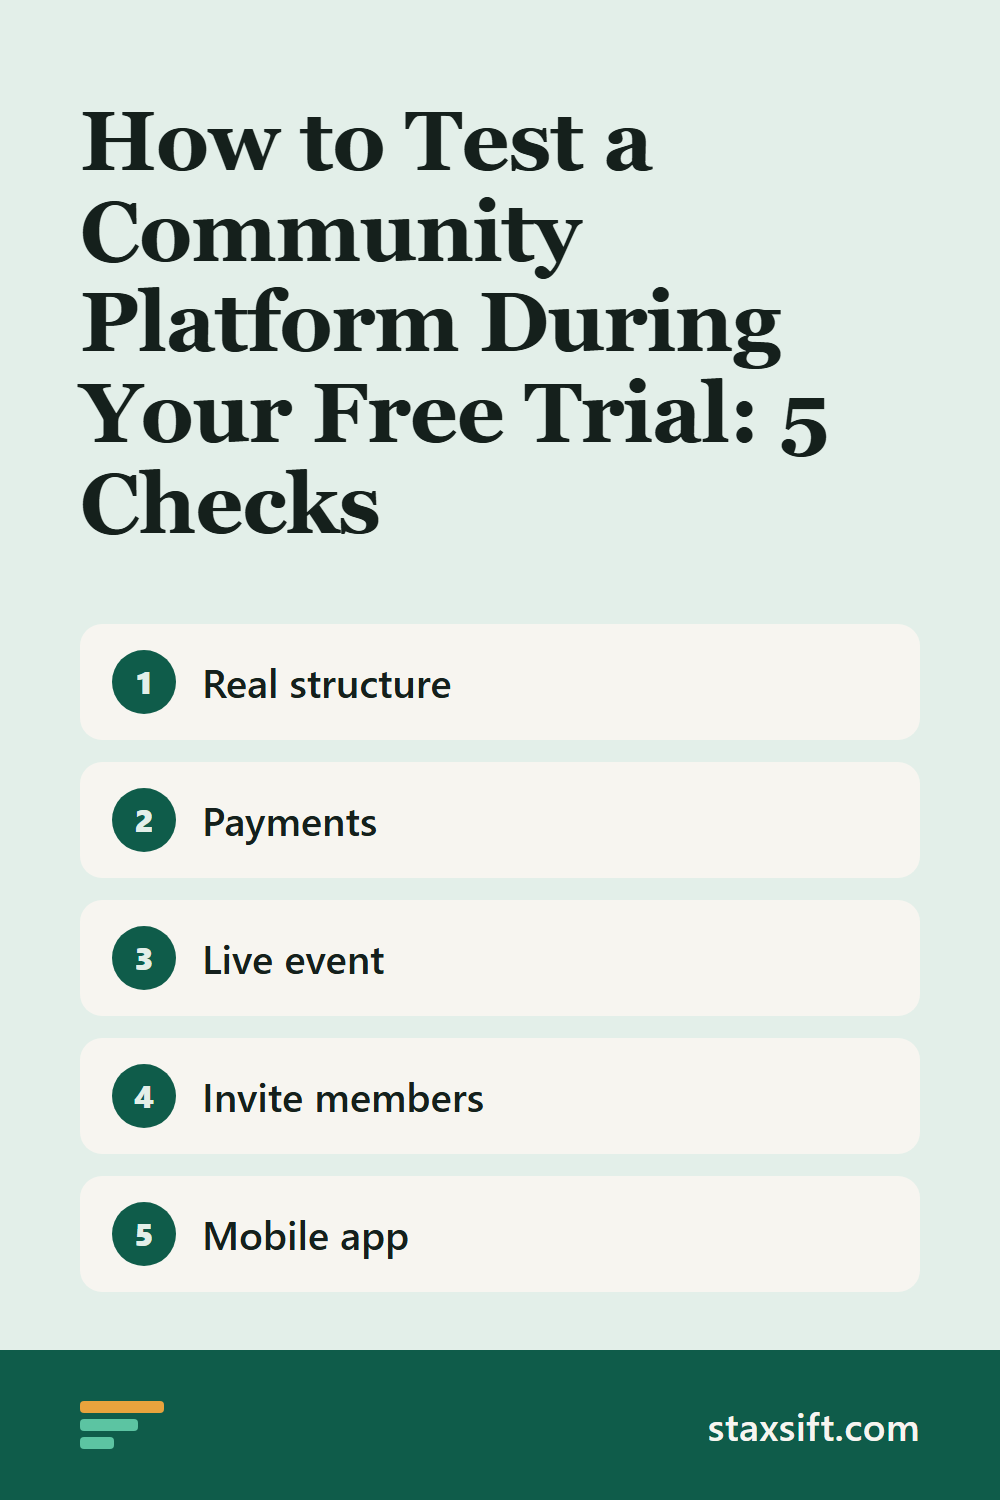 How to Test a
Community
Platform During
Your Free Trial: 5
Checks
1 Real structure
2 Payments
3 Live event
4 Invite members
5 Mobile app
staxsift.com